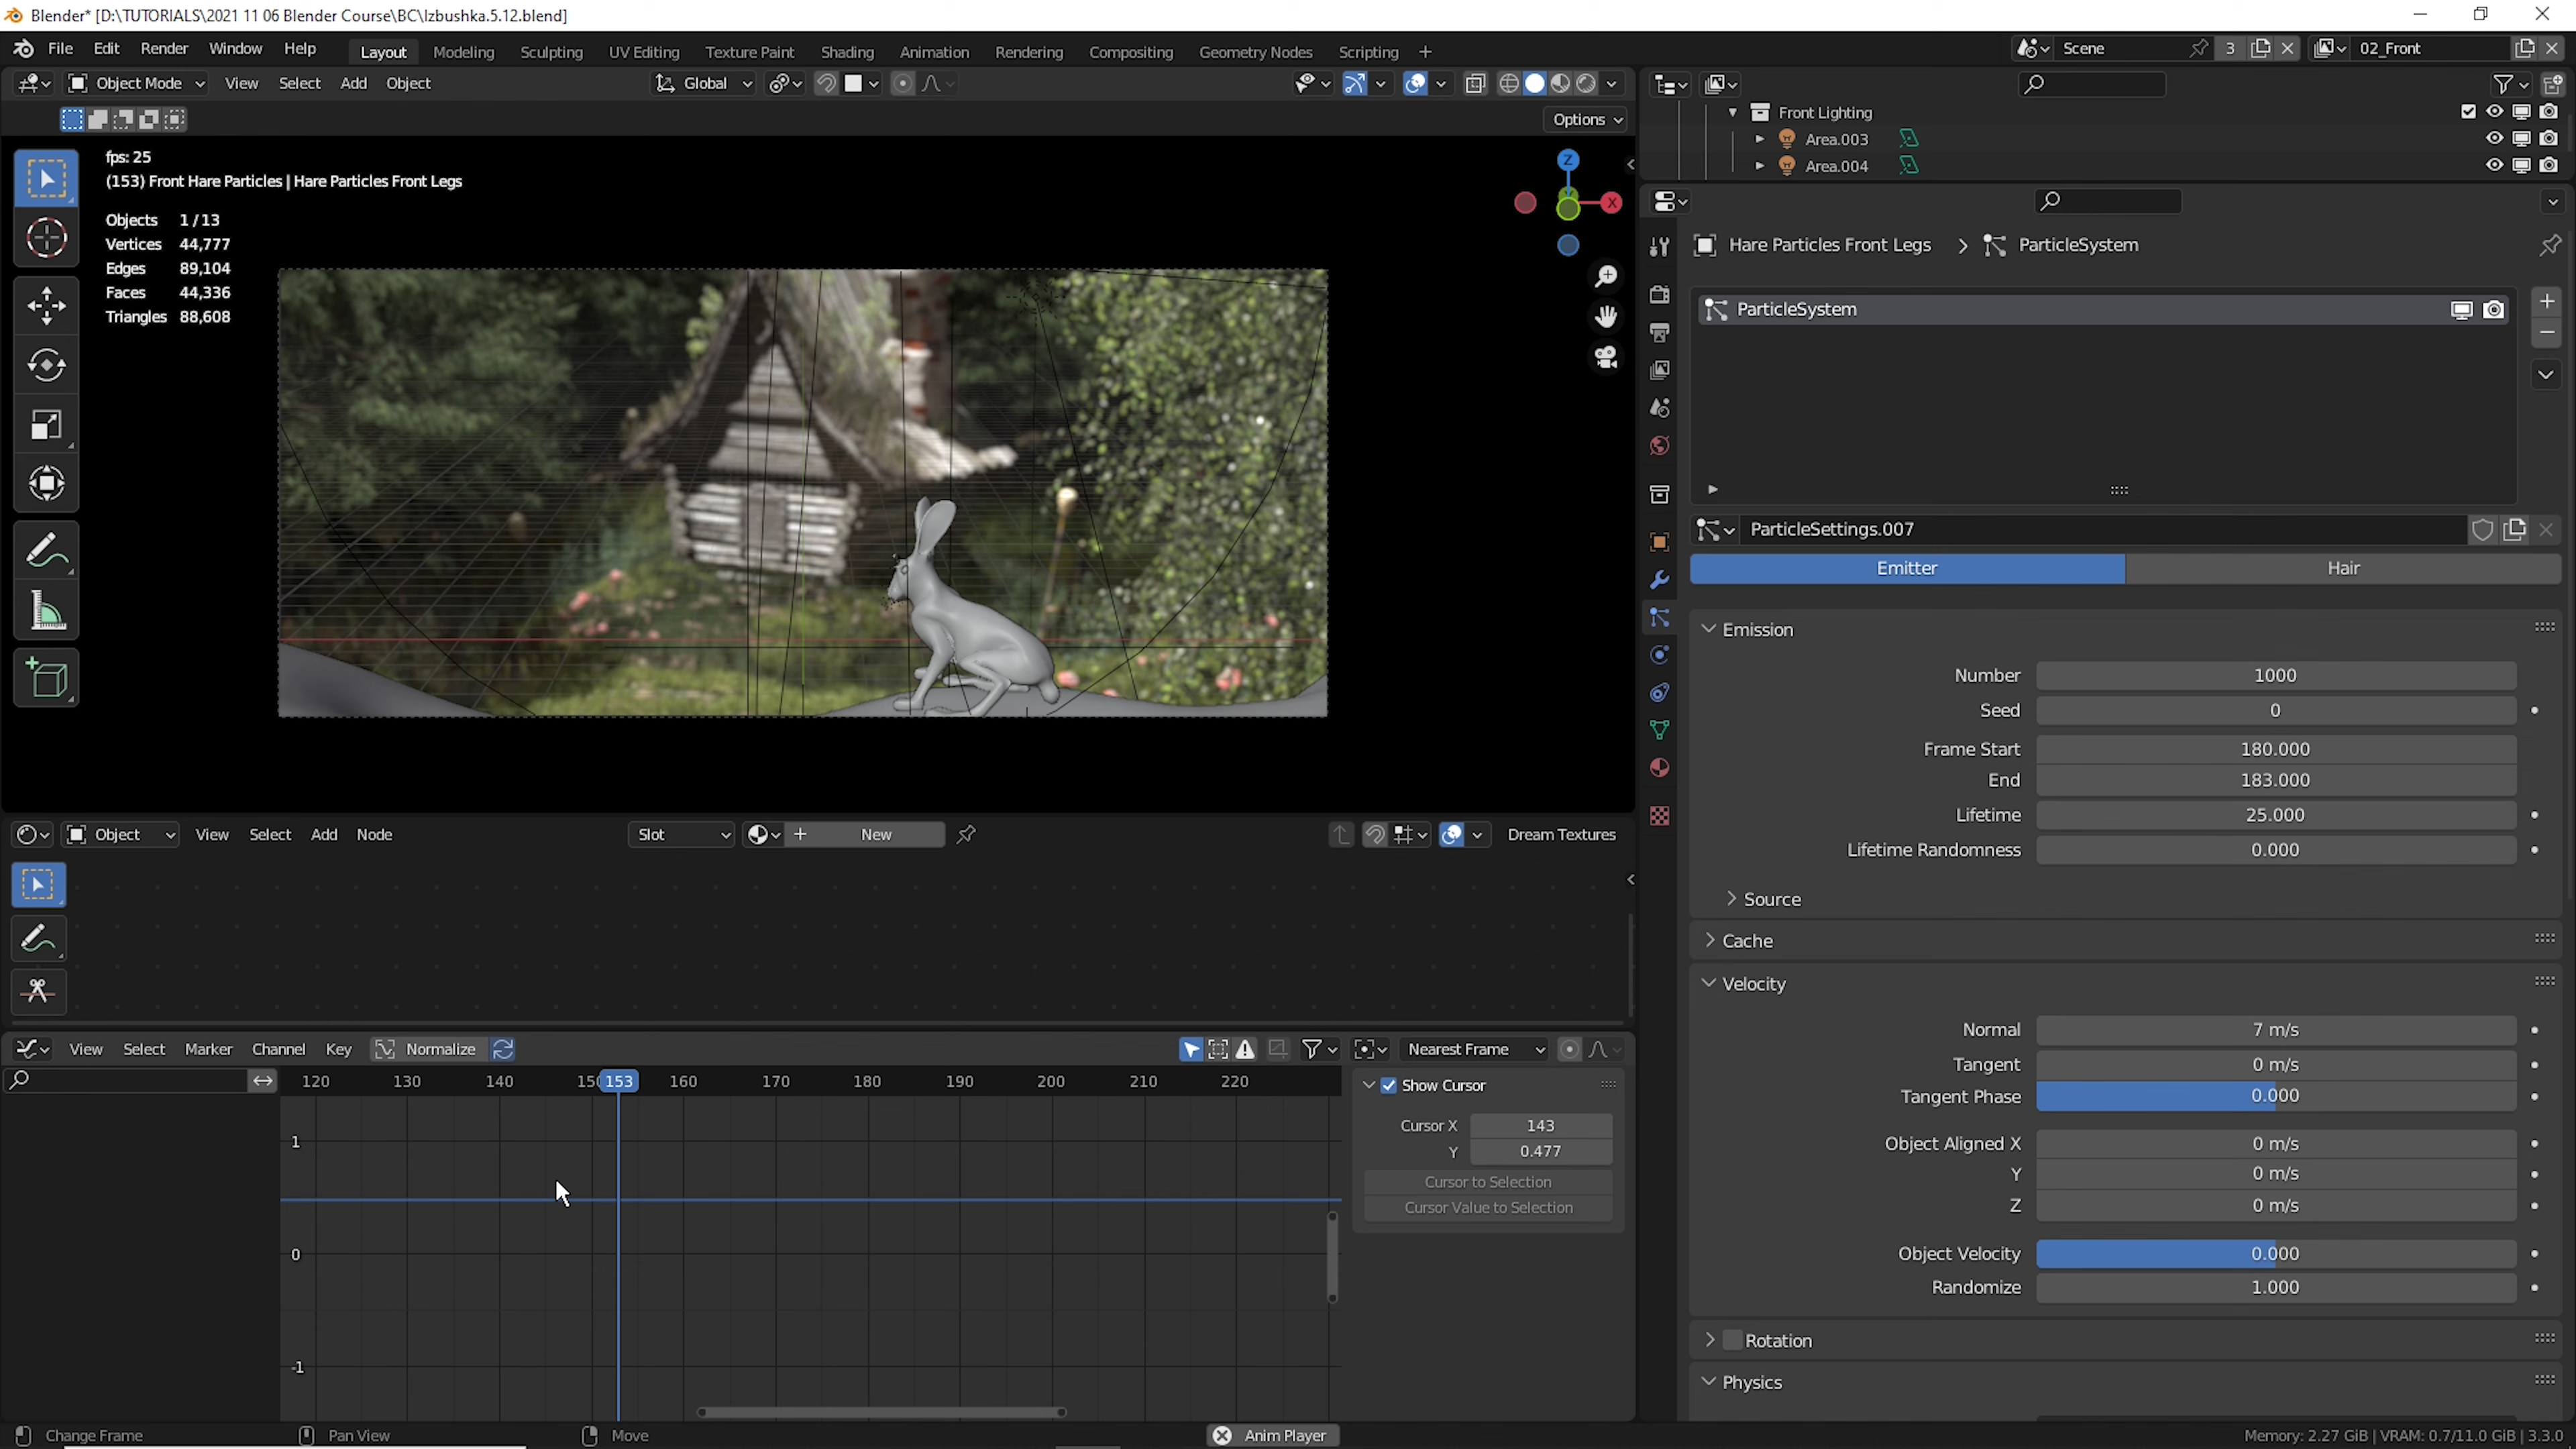 Blender* [D:\TUTORIALS\2021 11 06 Blender Course\BC\Izbushka.5.12.blend]
File Edit Render Window Help Layout Modeling Sculpting UV Editing Texture Paint Shading Animation Rendering Compositing Geometry Nodes Scripting + Scene 3 02_Front
Object Mode View Select Add Object Global
Options
fps: 25
(153) Front Hare Particles | Hare Particles Front Legs
Objects 1/13
Vertices 44,777
Edges 89,104
Faces 44,336
Triangles 88,608
Z
X
Front Lighting
Area.003
Area.004
Hare Particles Front Legs > ParticleSystem
ParticleSystem
ParticleSettings.007
Emitter Hair
Emission
Number 1000
Seed 0
Frame Start 180.000
End 183.000
Lifetime 25.000
Lifetime Randomness 0.000
Source
Cache
Velocity
Normal 7 m/s
Tangent 0 m/s
Tangent Phase 0.000
Object Aligned X 0 m/s
Y 0 m/s
Z 0 m/s
Object Velocity 0.000
Randomize 1.000
Rotation
Physics
Object View Select Add Node Slot New Dream Textures
View Select Marker Channel Key Normalize Nearest Frame
120 130 140 150 153 160 170 180 190 200 210 220
1
0
-1
Show Cursor
Cursor X 143
Y 0.477
Cursor to Selection
Cursor Value to Selection
Change Frame Pan View Move Anim Player Memory: 2.27 GiB | VRAM: 0.7/11.0 GiB | 3.3.0